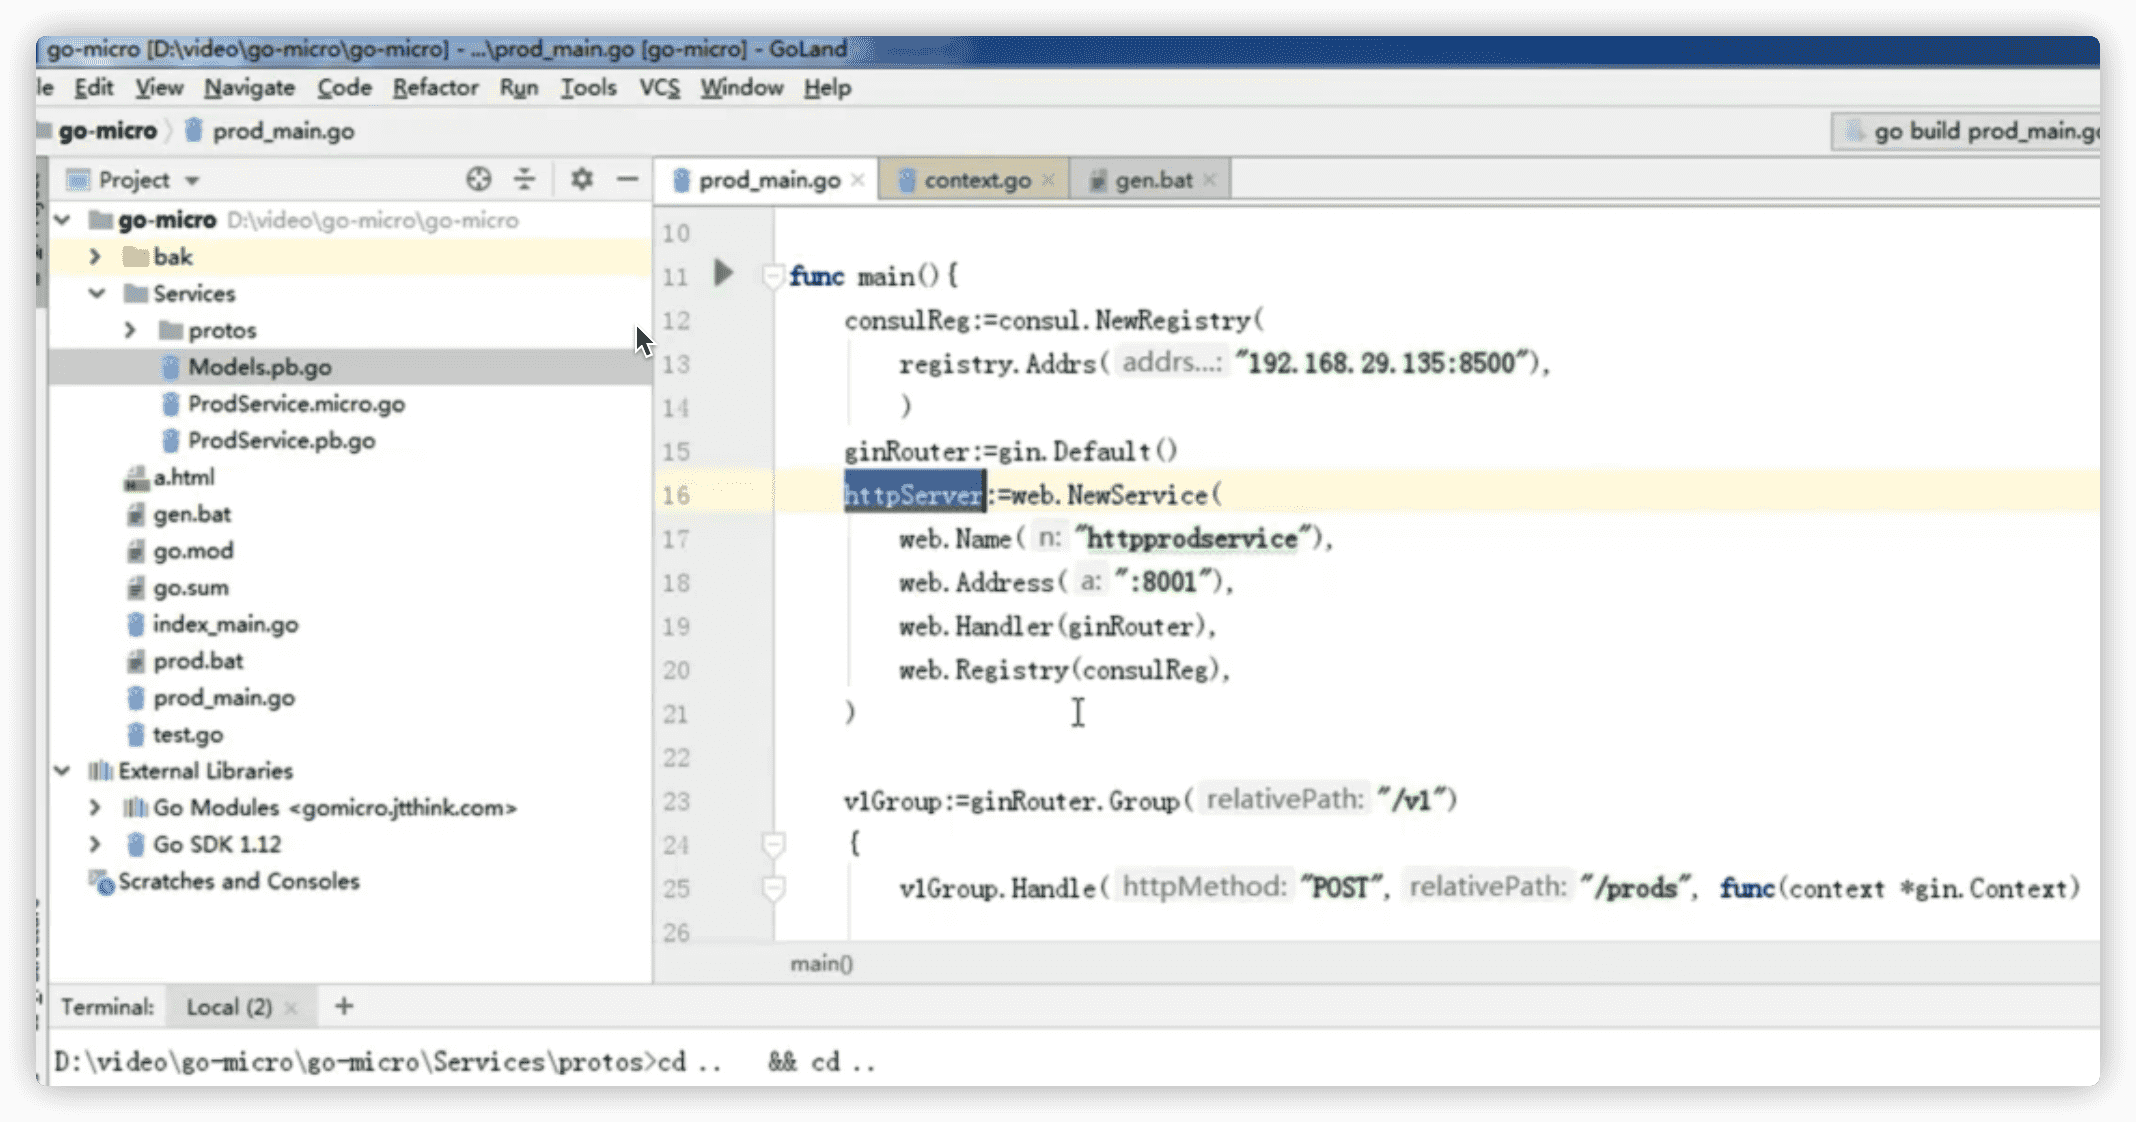 go-micro [D:\video\go-micro\go-micro] - ...\prod_main.go [go-micro] - GoLand
le Edit View Navigate Code Refactor Run Tools VCS Window Help
go-micro prod_main.go
go build prod_main.go
Project
prod_main.go context.go gen.bat
go-micro D:\video\go-micro\go-micro
bak
Services
protos
Models.pb.go
ProdService.micro.go
ProdService.pb.go
a.html
gen.bat
go.mod
go.sum
index_main.go
prod.bat
prod_main.go
test.go
External Libraries
Go Modules <gomicro.jtthink.com>
Go SDK 1.12
Scratches and Consoles
10
11 func main(){
12 consulReg:=consul.NewRegistry(
13 registry.Addrs( addrs...: "192.168.29.135:8500"),
14 )
15 ginRouter:=gin.Default()
16 httpServer:=web.NewService(
17 web.Name( n: "httpprodservice"),
18 web.Address( a: ":8001"),
19 web.Handler(ginRouter),
20 web.Registry(consulReg),
21 )
22
23 v1Group:=ginRouter.Group( relativePath: "/v1")
24 {
25 v1Group.Handle( httpMethod: "POST", relativePath: "/prods", func(context *gin.Context)
26
main()
Terminal: Local (2) +
D:\video\go-micro\go-micro\Services\protos>cd .. && cd ..